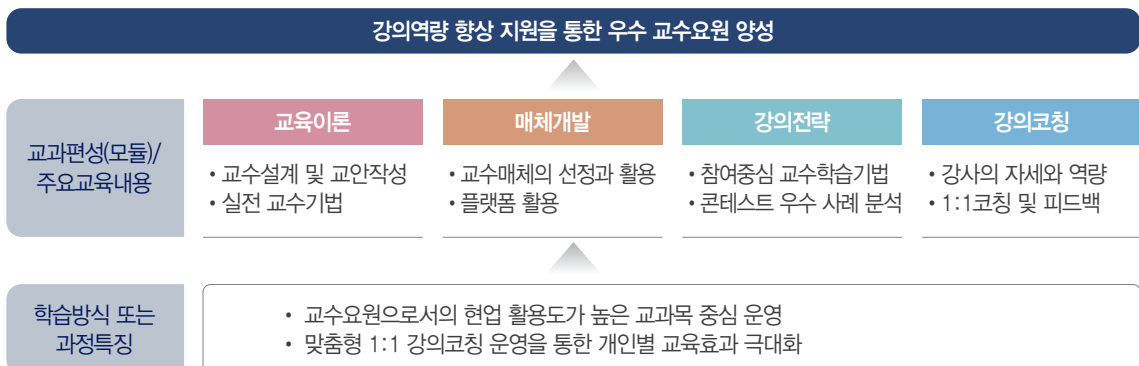 강의역량 향상 지원을 통한 우수 교수요원 양성
교과편성(모듈)/
주요교육내용
교육이론
• 교수설계 및 교안작성
• 실전 교수기법
매체개발
• 교수매체의 선정과 활용
• 플랫폼 활용
강의전략
• 참여중심 교수학습기법
• 콘테스트 우수 사례 분석
강의코칭
• 강사의 자세와 역량
• 1:1코칭 및 피드백
학습방식 또는
과정특징
• 교수요원으로서의 현업 활용도가 높은 교과목 중심 운영
• 맞춤형 1:1 강의코칭 운영을 통한 개인별 교육효과 극대화